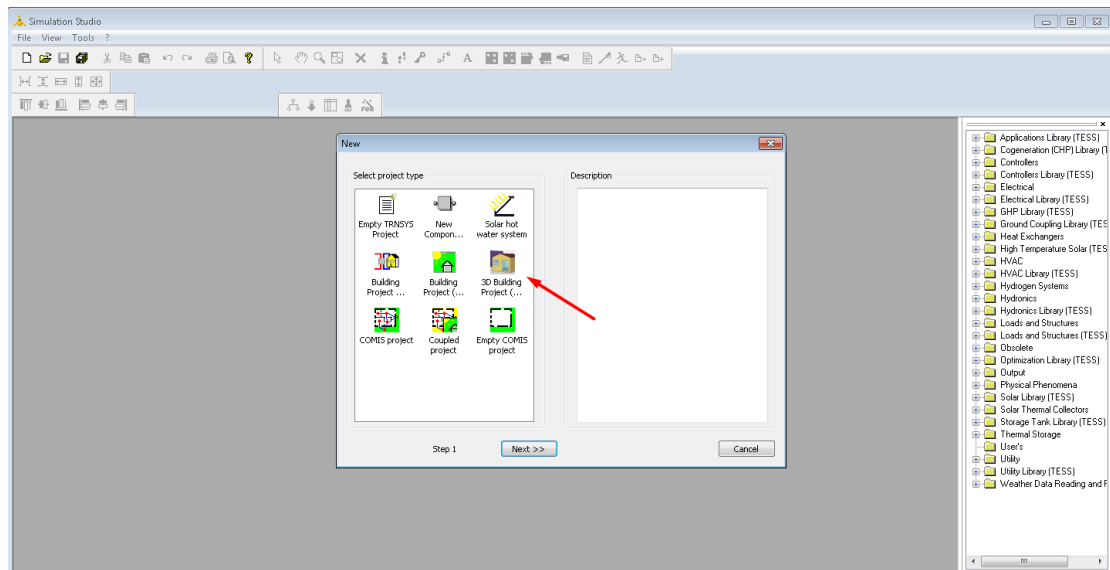 Simulation Studio
File View Tools ?
New
Select project type
Description
Empty TRNSYS
Project
New
Compon...
Solar hot
water system
Building
Project ...
Building
Project (...
3D Building
Project (...
COMIS project
Coupled
project
Empty COMIS
project
Step 1
Next >>
Cancel
Applications Library (TESS)
Cogeneration (CHP) Library (T
Controllers
Controllers Library (TESS)
Electrical
Electrical Library (TESS)
GHP Library (TESS)
Ground Coupling Library (TES
Heat Exchangers
High Temperature Solar (TES
HVAC
HVAC Library (TESS)
Hydrogen Systems
Hydronics
Hydronics Library (TESS)
Loads and Structures
Loads and Structures (TESS)
Obsolete
Optimization Library (TESS)
Output
Physical Phenomena
Solar Library (TESS)
Solar Thermal Collectors
Storage Tank Library (TESS)
Thermal Storage
User's
Utility
Utility Library (TESS)
Weather Data Reading and P